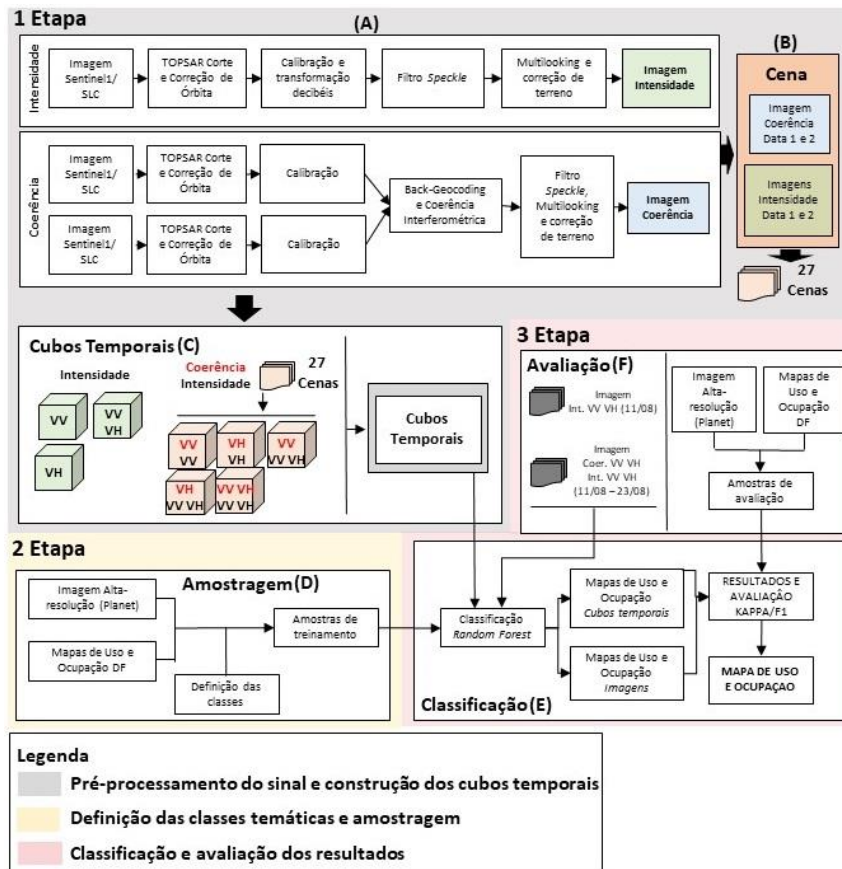 1 Etapa
(A)
Intensidade
Imagem
Sentinel1/
SLC
TOPSAR Corte
e Correção de
Órbita
Calibração e
transformação
decibéis
Filtro Speckle
Multilooking e
correção de
terreno
Imagem
Intensidade
Coerência
Imagem
Sentinel1/
SLC
TOPSAR Corte
e Correção de
Órbita
Calibração
Imagem
Sentinel1/
SLC
TOPSAR Corte
e Correção de
Órbita
Calibração
Back-Geocoding
e Coerência
Interferométrica
Filtro
Speckle,
Multilooking
e correção
de terreno
Imagem
Coerência
(B)
Cena
Imagem
Coerência
Data 1 e 2
Imagens
Intensidade
Data 1 e 2
27
Cenas
Cubos Temporais (C)
Intensidade
VV
VV
VH
VH
Coerência
Intensidade
27
Cenas
VV
VV
VH
VH
VV
VV VH
VH
VV VH
VV VH
VV VH
Cubos
Temporais
3 Etapa
Avaliação (F)
Imagem
Int. VV VH (11/08)
Imagem
Coer. VV VH
Int. VV VH
(11/08 – 23/08)
Imagem
Alta-
resolução
(Planet)
Mapas de
Uso e
Ocupação
DF
Amostras de
avaliação
2 Etapa
Amostragem (D)
Imagem Alta-
resolução (Planet)
Mapas de Uso e
Ocupação DF
Definição das
classes
Amostras de
treinamento
Classificação
Random Forest
Mapas de Uso e
Ocupação
Cubos temporais
Mapas de Uso e
Ocupação
Imagens
RESULTADOS E
AVALIAÇÂO
KAPPA/F1
MAPA DE USO
E OCUPAÇAO
Classificação (E)
Legenda
Pré-processamento do sinal e construção dos cubos temporais
Definição das classes temáticas e amostragem
Classificação e avaliação dos resultados